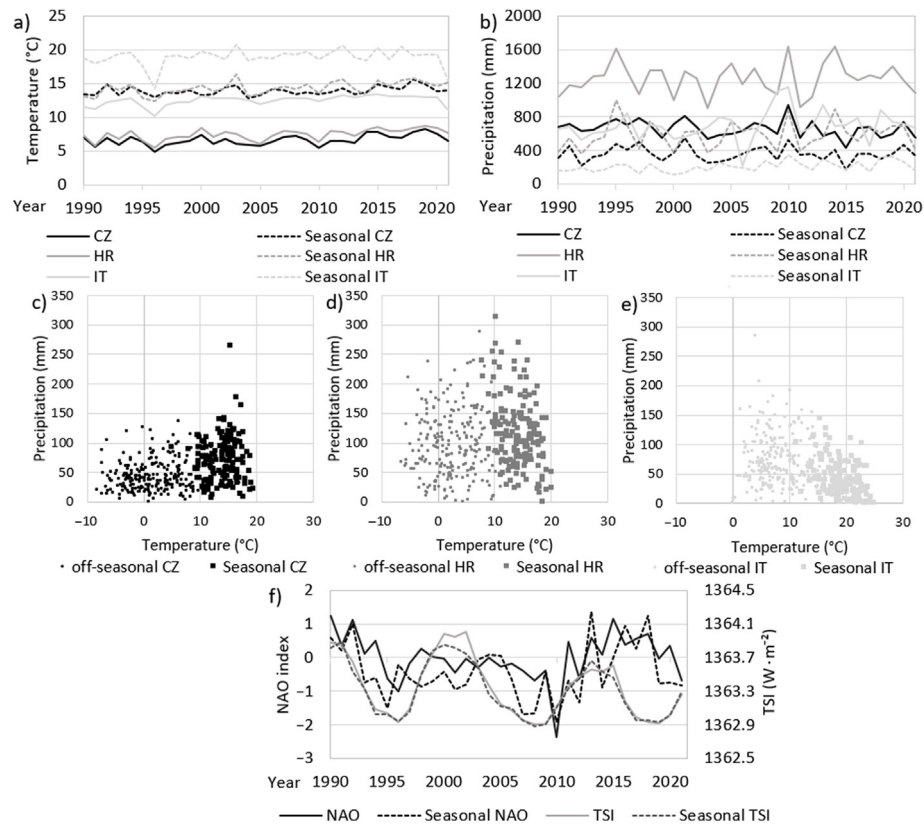 a)
Temperature (°C)
25
20
15
10
5
0
Year
1990 1995 2000 2005 2010 2015 2020
CZ
Seasonal CZ
HR
Seasonal HR
IT
Seasonal IT
b)
Precipitation (mm)
2000
1600
1200
800
400
0
Year
1990 1995 2000 2005 2010 2015 2020
CZ
Seasonal CZ
HR
Seasonal HR
IT
Seasonal IT
c)
Precipitation (mm)
350
300
250
200
150
100
50
0
−10 0 10 20 30
Temperature (°C)
off-seasonal CZ
Seasonal CZ
d)
Precipitation (mm)
350
300
250
200
150
100
50
0
−10 0 10 20 30
Temperature (°C)
off-seasonal HR
Seasonal HR
e)
Precipitation (mm)
350
300
250
200
150
100
50
0
−10 0 10 20 30
Temperature (°C)
off-seasonal IT
Seasonal IT
f)
NAO index
2
1
0
−1
−2
−3
1364.5
1364.1
1363.7
1363.3
1362.9
1362.5
TSI (W · m⁻²)
Year
1990 1995 2000 2005 2010 2015 2020
NAO
Seasonal NAO
TSI
Seasonal TSI